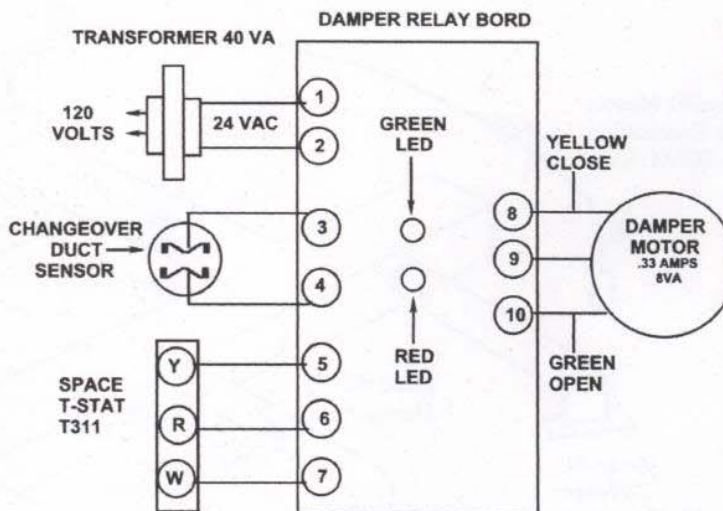 DAMPER RELAY BORD
TRANSFORMER 40 VA
120
VOLTS
24 VAC
1
2
GREEN
LED
YELLOW
CLOSE
CHANGEOVER
DUCT
SENSOR
3
4
8
9
10
DAMPER
MOTOR
.33 AMPS
8VA
RED
LED
GREEN
OPEN
SPACE
T-STAT
T311
Y
R
W
5
6
7